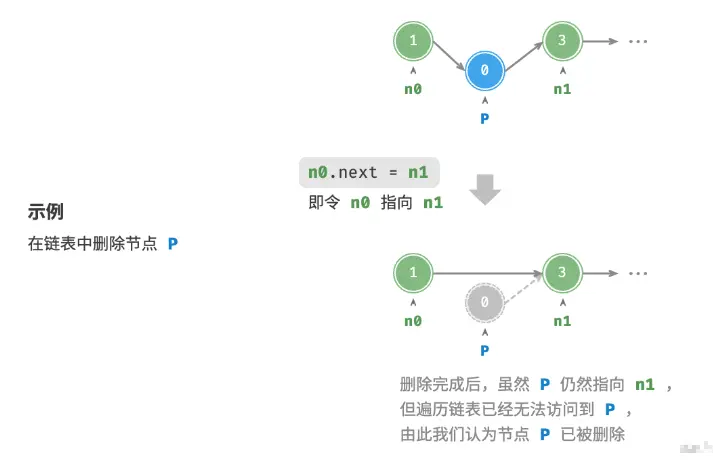 1
3
...
0
n0
n1
P
n0.next = n1
即令 n0 指向 n1
示例
在链表中删除节点 P
1
3
...
0
n0
n1
P
删除完成后，虽然 P 仍然指向 n1 ，
但遍历链表已经无法访问到 P ，
由此我们认为节点 P 已被删除